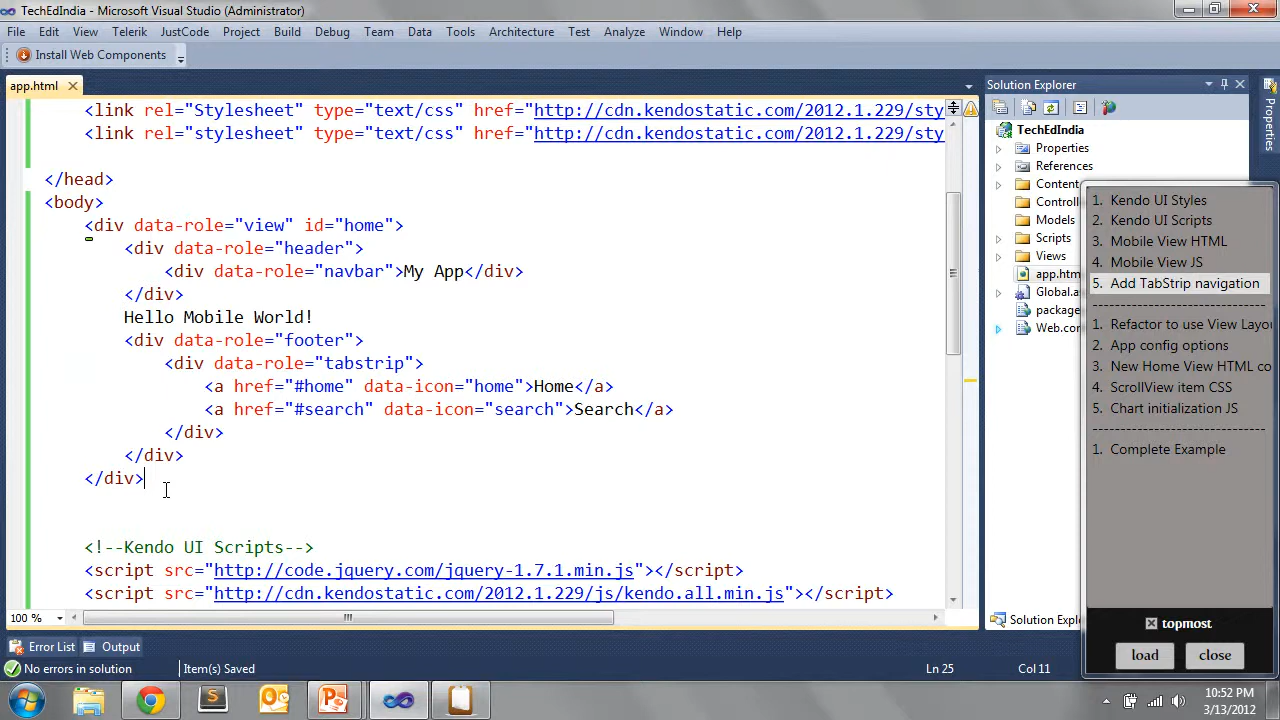 TechEdIndia - Microsoft Visual Studio (Administrator)
File Edit View Telerik JustCode Project Build Debug Team Data Tools Architecture Test Analyze Window Help
Install Web Components
app.html
<link rel="Stylesheet" type="text/css" href="http://cdn.kendostatic.com/2012.1.229/sty
<link rel="stylesheet" type="text/css" href="http://cdn.kendostatic.com/2012.1.229/sty
</head>
<body>
<div data-role="view" id="home">
<div data-role="header">
<div data-role="navbar">My App</div>
</div>
Hello Mobile World!
<div data-role="footer">
<div data-role="tabstrip">
<a href="#home" data-icon="home">Home</a>
<a href="#search" data-icon="search">Search</a>
</div>
</div>
</div>
<!--Kendo UI Scripts-->
<script src="http://code.jquery.com/jquery-1.7.1.min.js"></script>
<script src="http://cdn.kendostatic.com/2012.1.229/js/kendo.all.min.js"></script>
100 %
Solution Explorer
TechEdIndia
Properties
References
Content
Controll
Models
Scripts
Views
app.htm
Global.as
package
Web.con
Solution Explo
Properties
1. Kendo UI Styles
2. Kendo UI Scripts
3. Mobile View HTML
4. Mobile View JS
5. Add TabStrip navigation
------------------------------
1. Refactor to use View Layou
2. App config options
3. New Home View HTML co
4. ScrollView item CSS
5. Chart initialization JS
------------------------------
1. Complete Example
topmost
load close
Error List Output
No errors in solution Item(s) Saved Ln 25 Col 11
10:52 PM
3/13/2012